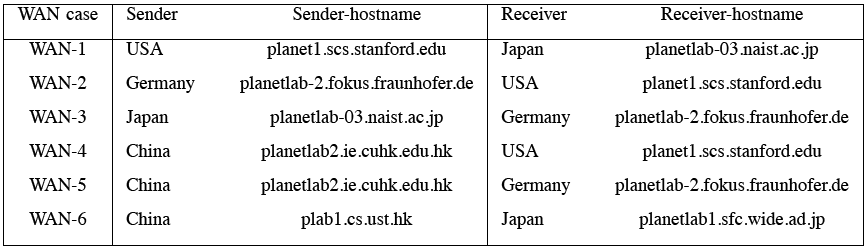 WAN case Sender Sender-hostname Receiver Receiver-hostname
WAN-1 USA planet1.scs.stanford.edu Japan planetlab-03.naist.ac.jp
WAN-2 Germany planetlab-2.fokus.fraunhofer.de USA planet1.scs.stanford.edu
WAN-3 Japan planetlab-03.naist.ac.jp Germany planetlab-2.fokus.fraunhofer.de
WAN-4 China planetlab2.ie.cuhk.edu.hk USA planet1.scs.stanford.edu
WAN-5 China planetlab2.ie.cuhk.edu.hk Germany planetlab-2.fokus.fraunhofer.de
WAN-6 China plab1.cs.ust.hk Japan planetlab1.sfc.wide.ad.jp